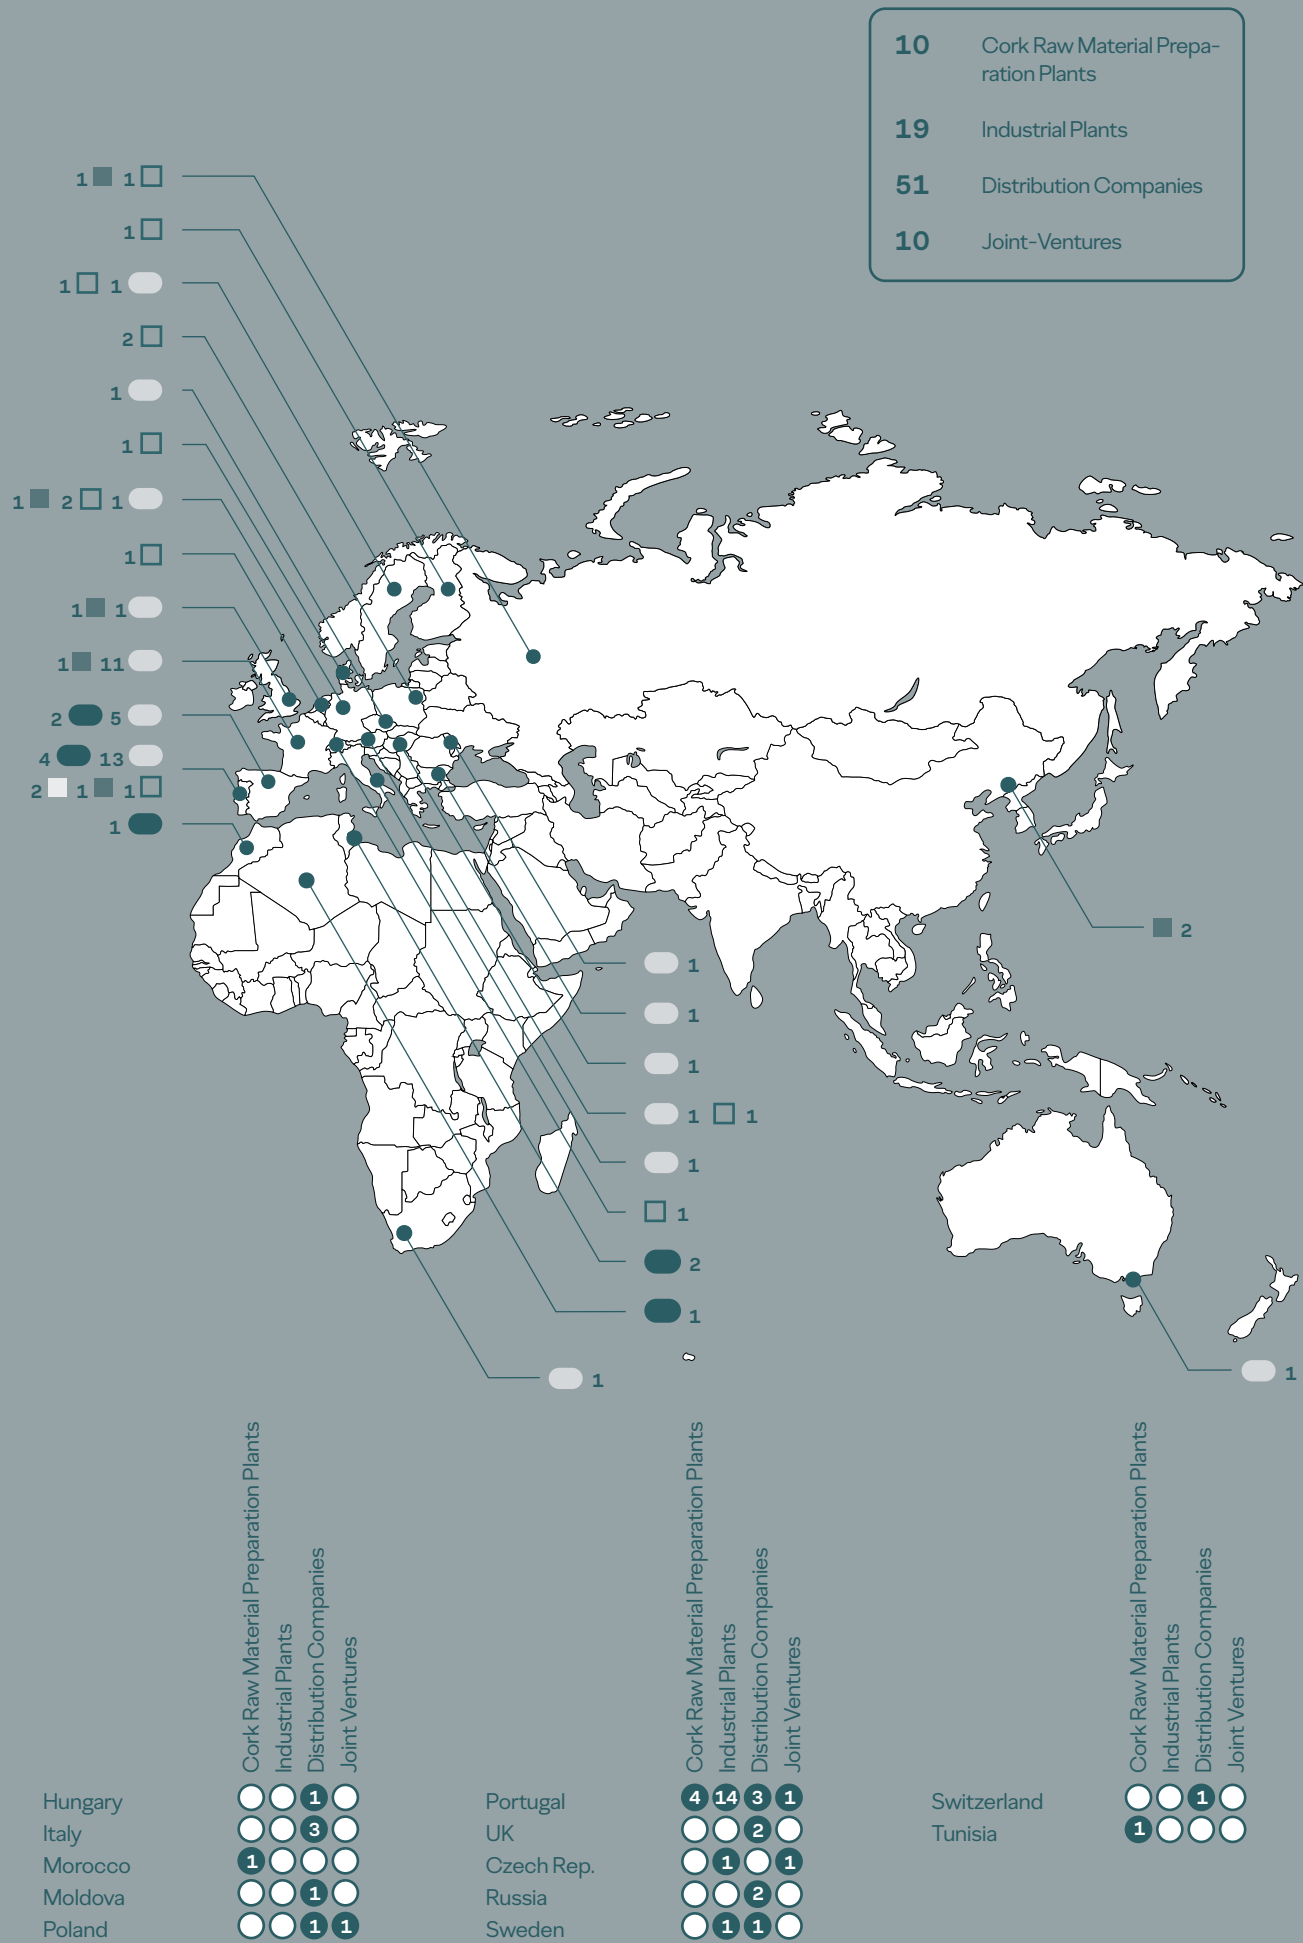 10 Cork Raw Material Prepa-
ration Plants
19 Industrial Plants
51 Distribution Companies
10 Joint-Ventures
1 1
1
1 1
2
1
1
1 2 1
1
1 1
1 11
2 5
4 13
2 1 1
1
2
1
1
1
1 1
1
1
2
1
1
1
Cork Raw Material Preparation Plants
Industrial Plants
Distribution Companies
Joint Ventures
Hungary 1
Italy 3
Morocco 1
Moldova 1
Poland 1 1
Cork Raw Material Preparation Plants
Industrial Plants
Distribution Companies
Joint Ventures
Portugal 4 14 3 1
UK 2
Czech Rep. 1 1
Russia 2
Sweden 1 1
Cork Raw Material Preparation Plants
Industrial Plants
Distribution Companies
Joint Ventures
Switzerland 1
Tunisia 1